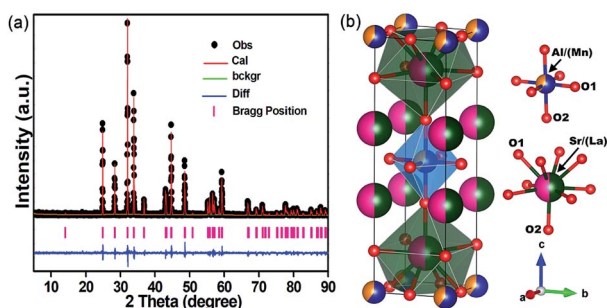 (a)
Intensity (a.u.)
Obs
Cal
bckgr
Diff
Bragg Position
10 20 30 40 50 60 70 80 90
2 Theta (degree)
(b)
Al/(Mn)
O1
O2
Sr/(La)
O1
O2
c
a
b